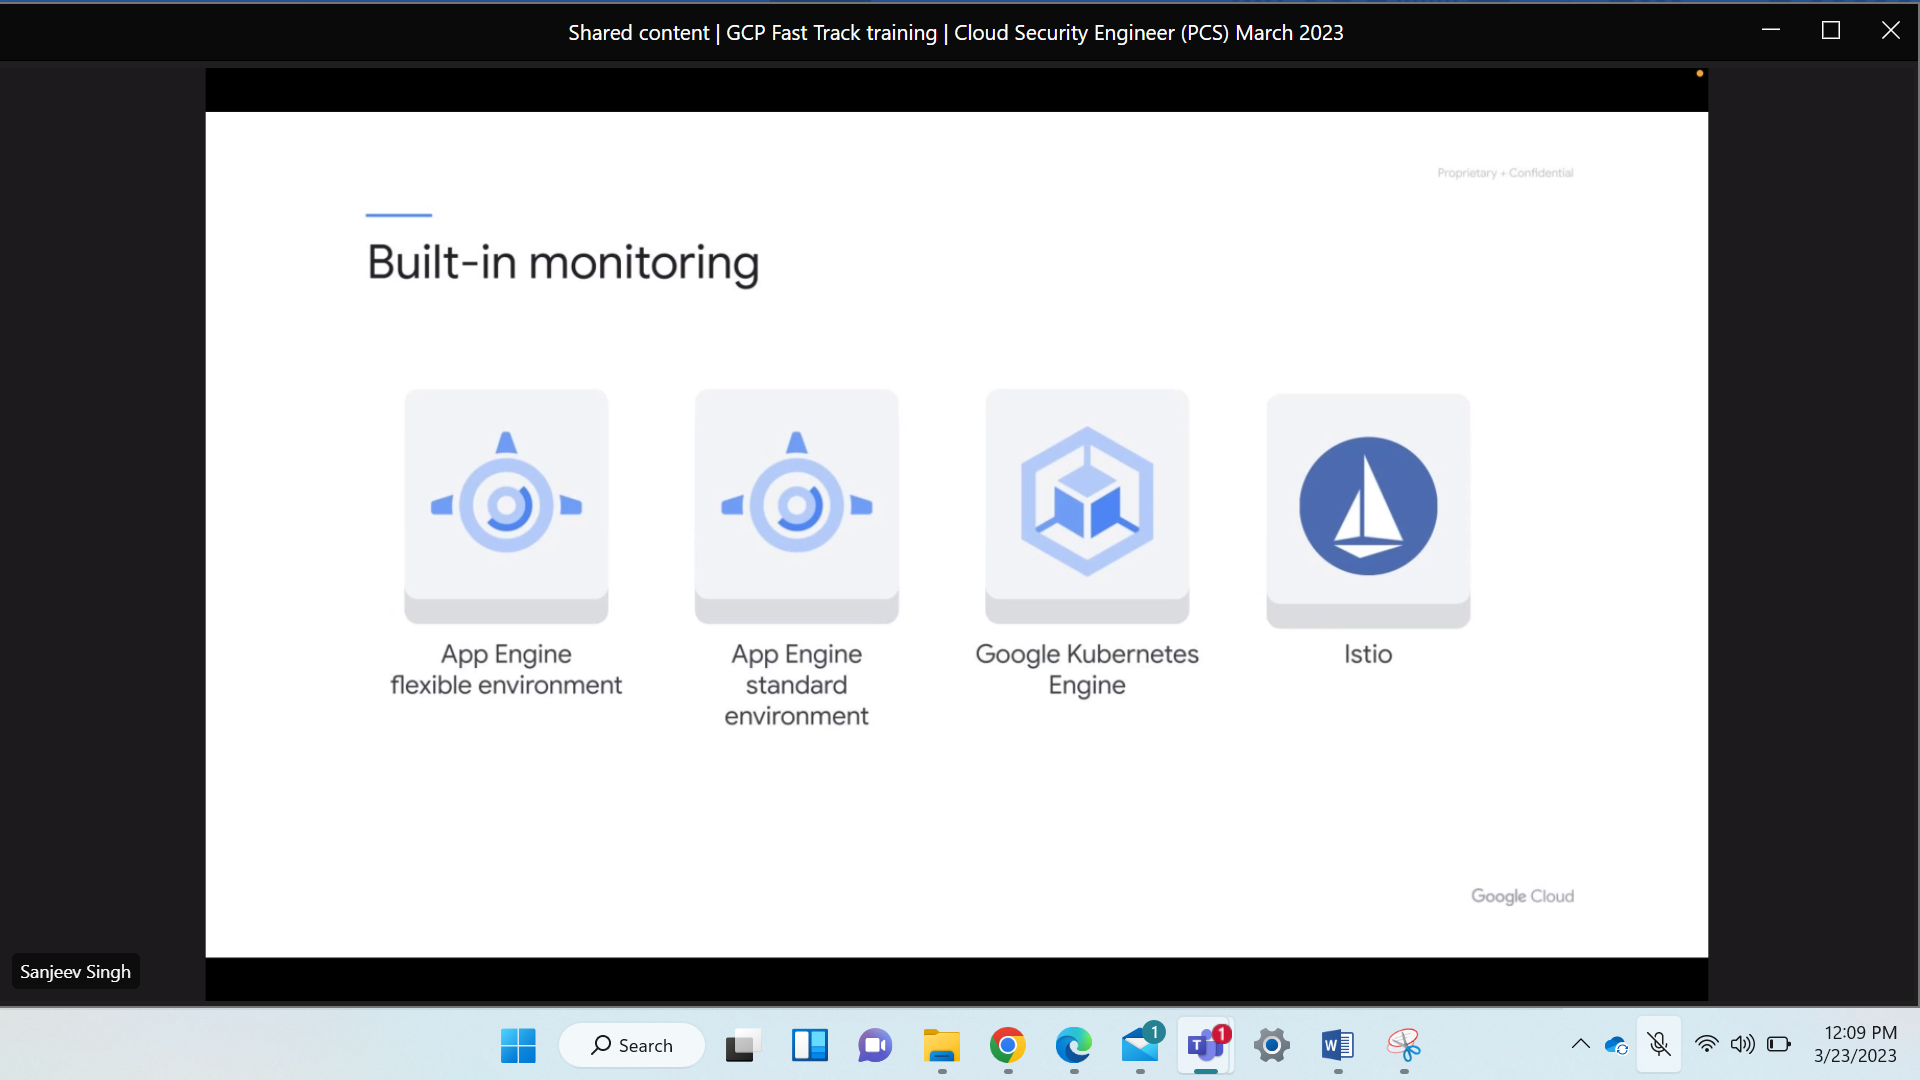 Shared content | GCP Fast Track training | Cloud Security Engineer (PCS) March 2023
Proprietary + Confidential
Built-in monitoring
App Engine
flexible environment
App Engine
standard
environment
Google Kubernetes
Engine
Istio
Google Cloud
Sanjeev Singh
Search
1
T
1
W
12:09 PM
3/23/2023